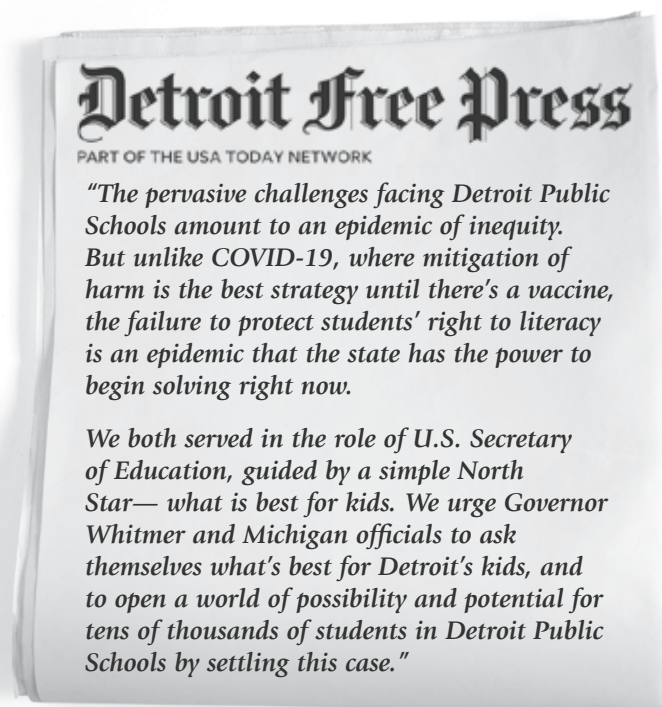 Detroit Free Press
PART OF THE USA TODAY NETWORK
“The pervasive challenges facing Detroit Public
Schools amount to an epidemic of inequity.
But unlike COVID-19, where mitigation of
harm is the best strategy until there’s a vaccine,
the failure to protect students’ right to literacy
is an epidemic that the state has the power to
begin solving right now.
We both served in the role of U.S. Secretary
of Education, guided by a simple North
Star— what is best for kids. We urge Governor
Whitmer and Michigan officials to ask
themselves what’s best for Detroit’s kids, and
to open a world of possibility and potential for
tens of thousands of students in Detroit Public
Schools by settling this case.”